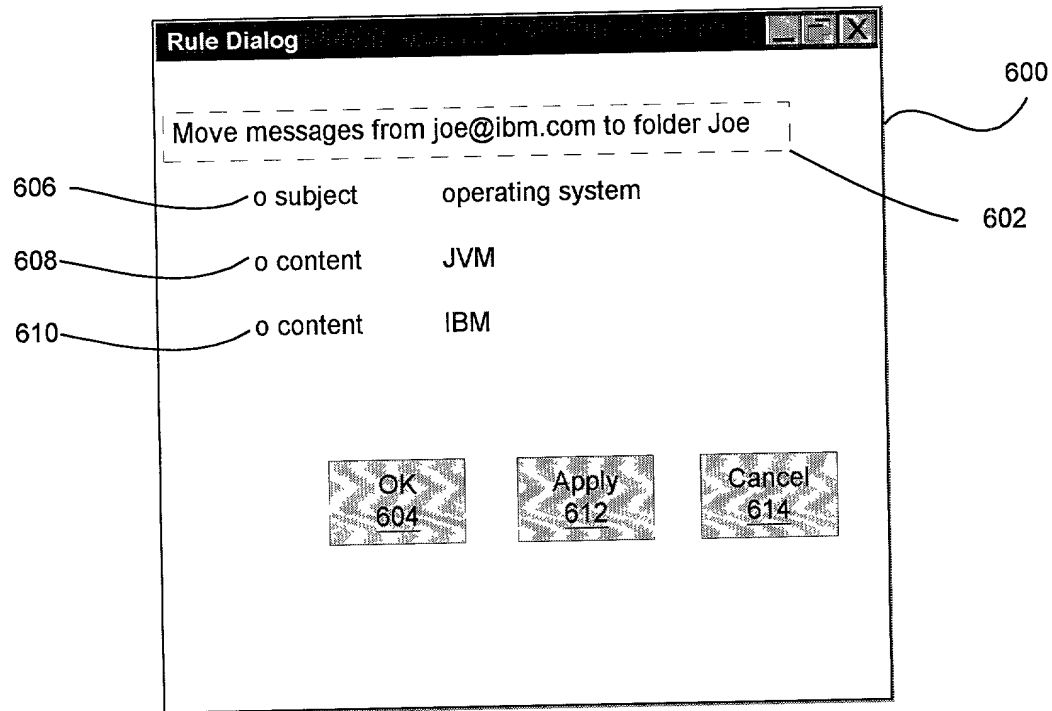 Rule Dialog
600
Move messages from joe@ibm.com to folder Joe
606
o subject operating system
602
608
o content JVM
610
o content IBM
OK Apply Cancel
604 612 614